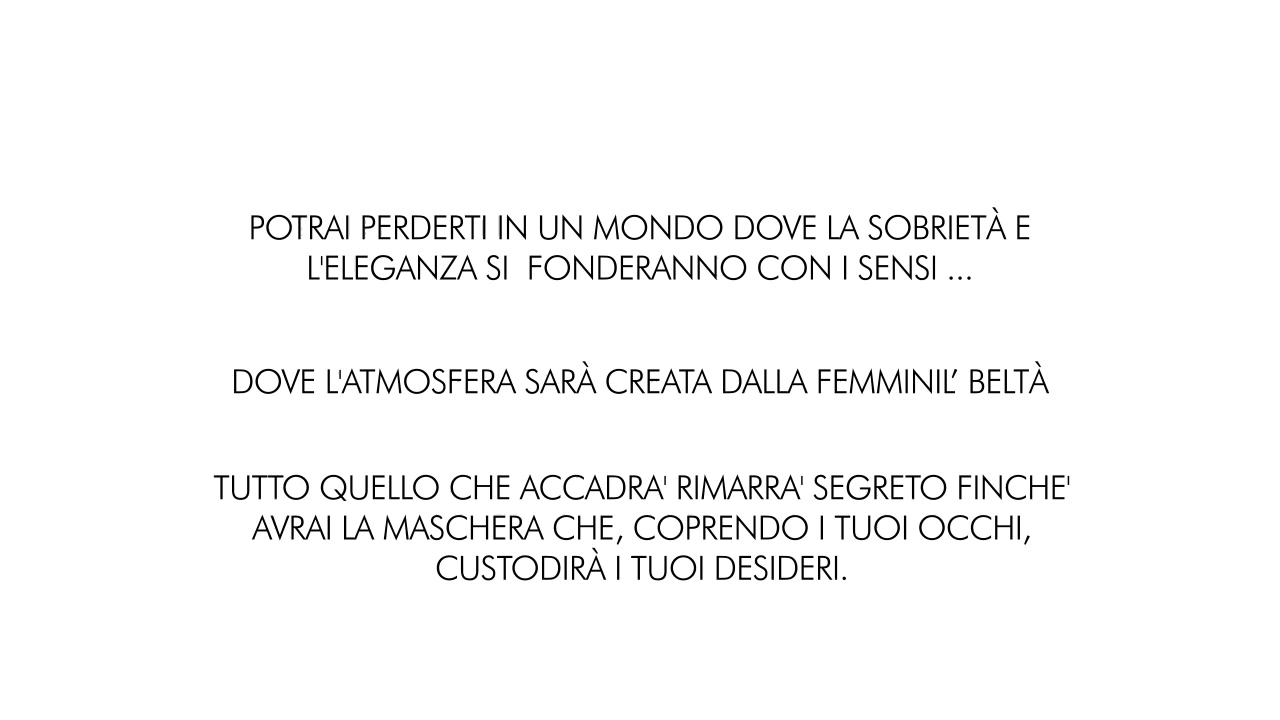 POTRAI PERDERTI IN UN MONDO DOVE LA SOBRIETÀ E
L'ELEGANZA SI  FONDERANNO CON I SENSI ...
DOVE L'ATMOSFERA SARÀ CREATA DALLA FEMMINIL’ BELTÀ
TUTTO QUELLO CHE ACCADRA' RIMARRA' SEGRETO FINCHE'
AVRAI LA MASCHERA CHE, COPRENDO I TUOI OCCHI,
CUSTODIRÀ I TUOI DESIDERI.